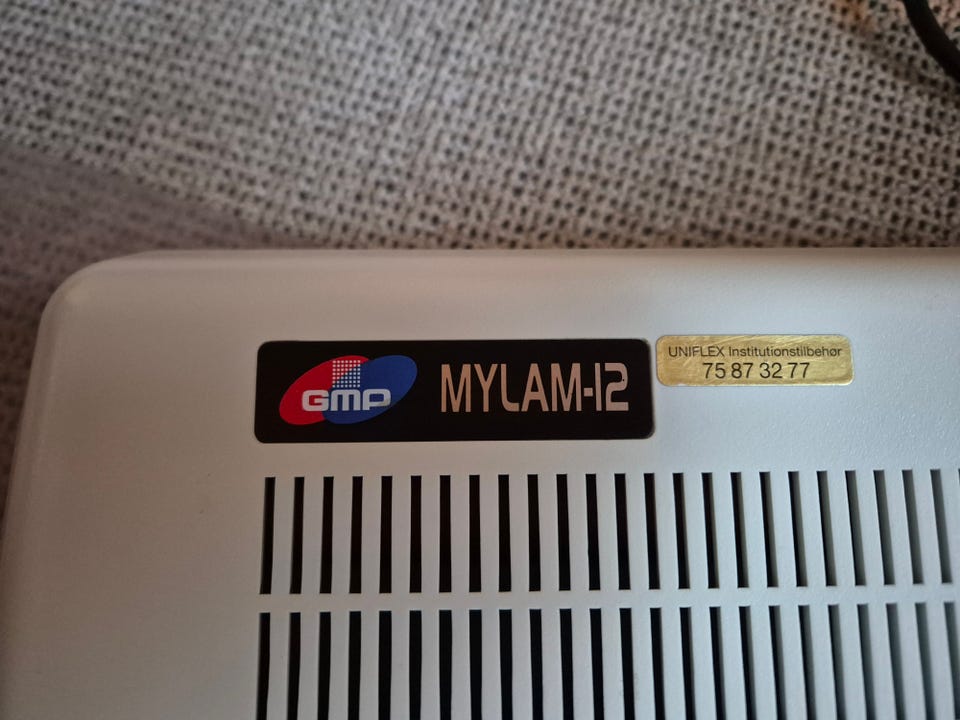 GMP MYLAM-12
UNIFLEX Institutionstilbehør
75 87 32 77